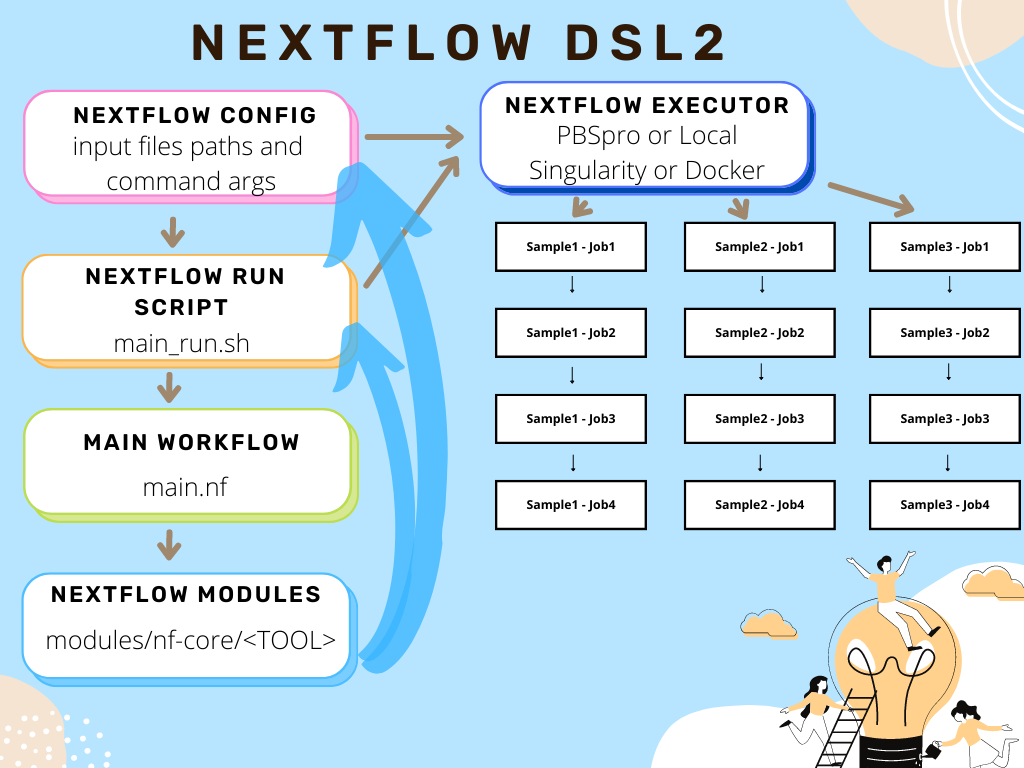 NEXTFLOW DSL2
NEXTFLOW CONFIG
input files paths and
command args
NEXTFLOW RUN
SCRIPT
main_run.sh
MAIN WORKFLOW
main.nf
NEXTFLOW MODULES
modules/nf-core/<TOOL>
NEXTFLOW EXECUTOR
PBSpro or Local
Singularity or Docker
Sample1 - Job1
Sample2 - Job1
Sample3 - Job1
Sample1 - Job2
Sample2 - Job2
Sample3 - Job2
Sample1 - Job3
Sample2 - Job3
Sample3 - Job3
Sample1 - Job4
Sample2 - Job4
Sample3 - Job4